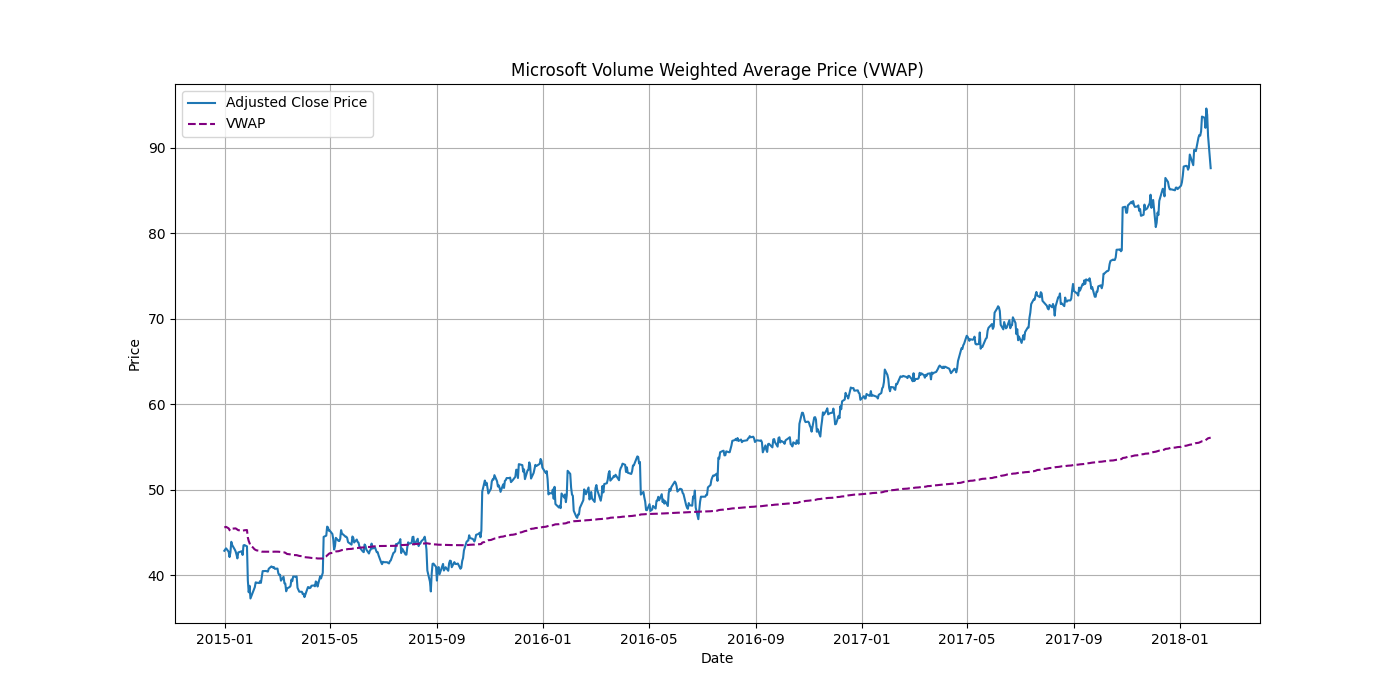 Microsoft Volume Weighted Average Price (VWAP)
Adjusted Close Price
VWAP
90
80
70
60
50
40
Price
2015-01 2015-05 2015-09 2016-01 2016-05 2016-09 2017-01 2017-05 2017-09 2018-01
Date